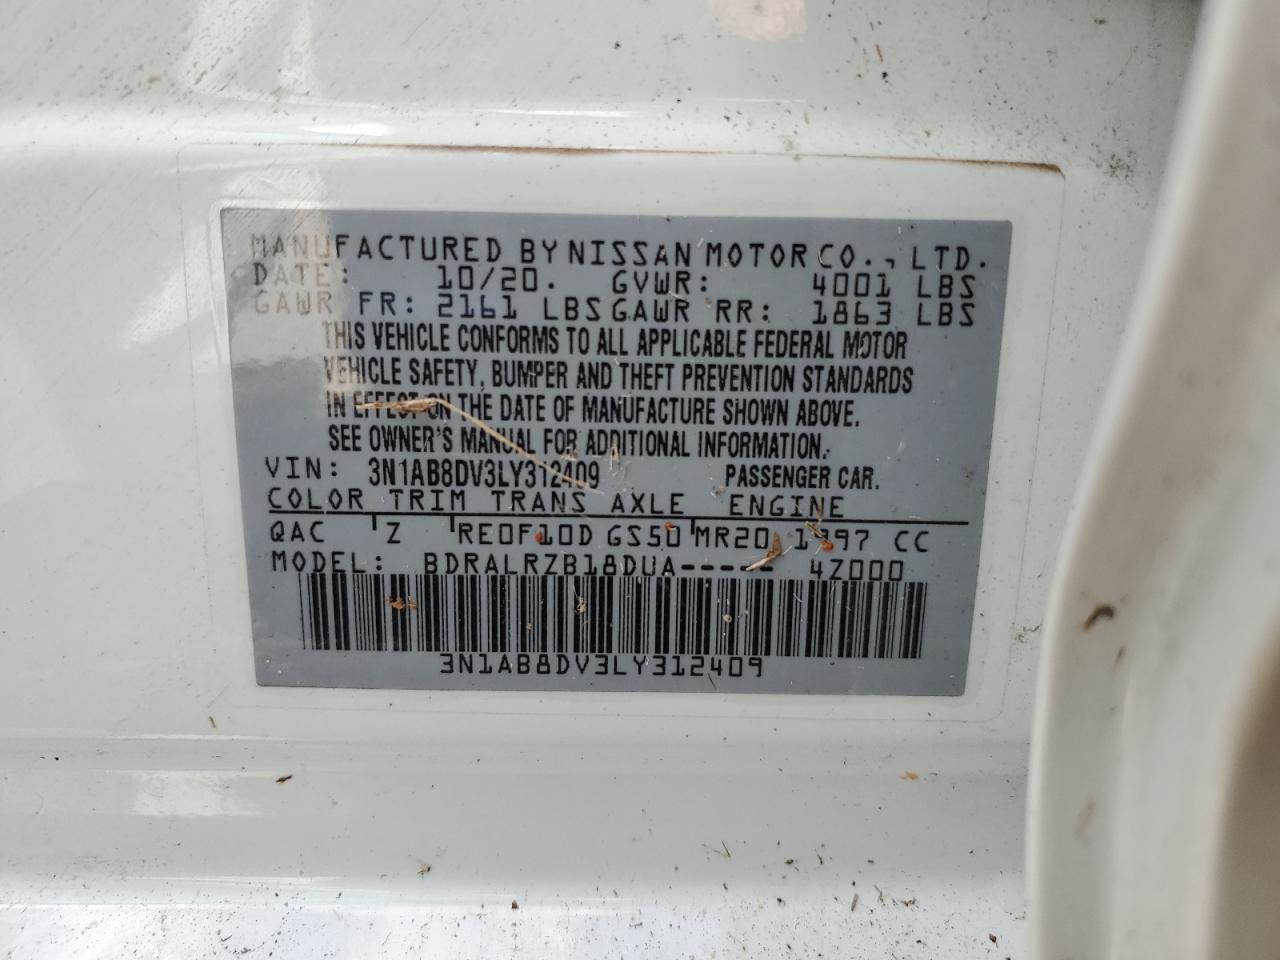 MANUFACTURED BY NISSAN MOTOR CO., LTD.
DATE: 10/20. GVWR: 4001 LBS
GAWR FR: 2161 LBS GAWR RR: 1863 LBS
THIS VEHICLE CONFORMS TO ALL APPLICABLE FEDERAL MOTOR
VEHICLE SAFETY, BUMPER AND THEFT PREVENTION STANDARDS
IN EFFECT ON THE DATE OF MANUFACTURE SHOWN ABOVE.
SEE OWNER'S MANUAL FOR ADDITIONAL INFORMATION.
VIN: 3N1AB8DV3LY312409 PASSENGER CAR.
COLOR TRIM TRANS AXLE ENGINE
QAC Z RE0F10D GS50 MR20 1997 CC
MODEL: BDRALRZB18DUA----- 4Z000
3N1AB8DV3LY312409